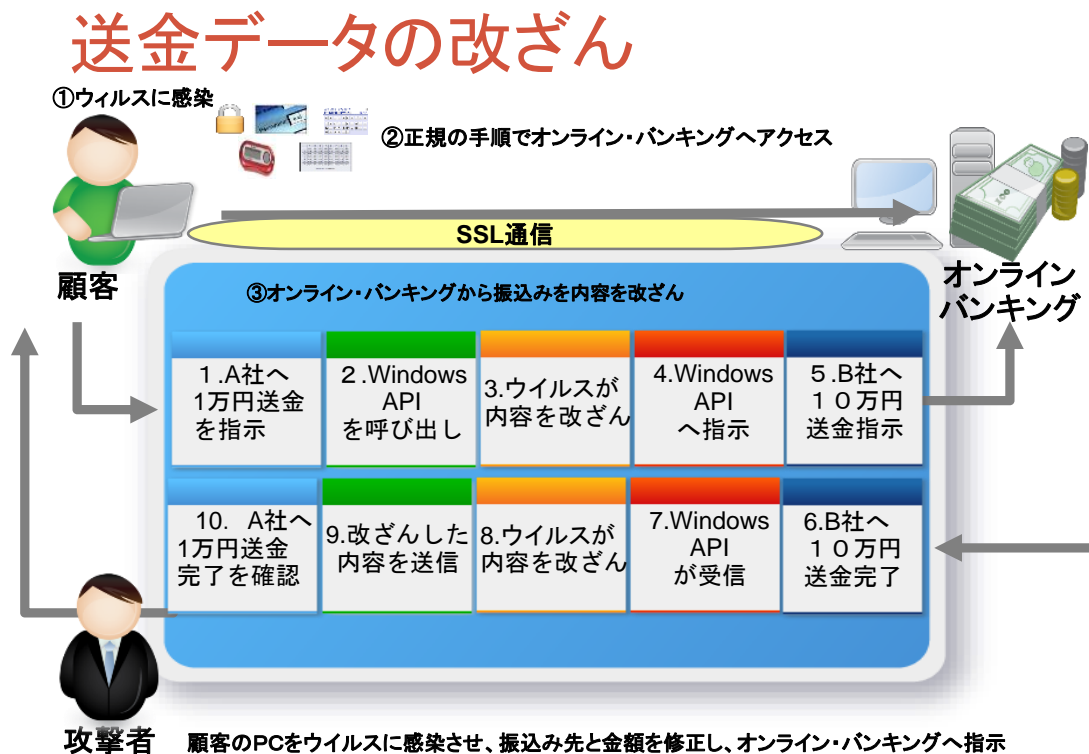 送金データの改ざん
①ウィルスに感染
②正規の手順でオンライン・バンキングへアクセス
SSL通信
顧客
オンライン
バンキング
③オンライン・バンキングから振込みを内容を改ざん
１.A社へ
1万円送金
を指示
２.Windows
API
を呼び出し
3.ウイルスが
内容を改ざん
4.Windows
API
へ指示
５.B社へ
１０万円
送金指示
10.　A社へ
1万円送金
完了を確認
9.改ざんした
内容を送信
8.ウイルスが
内容を改ざん
7.Windows
API
が受信
6.B社へ
１０万円
送金完了
攻撃者
顧客のPCをウイルスに感染させ、振込み先と金額を修正し、オンライン・バンキングへ指示